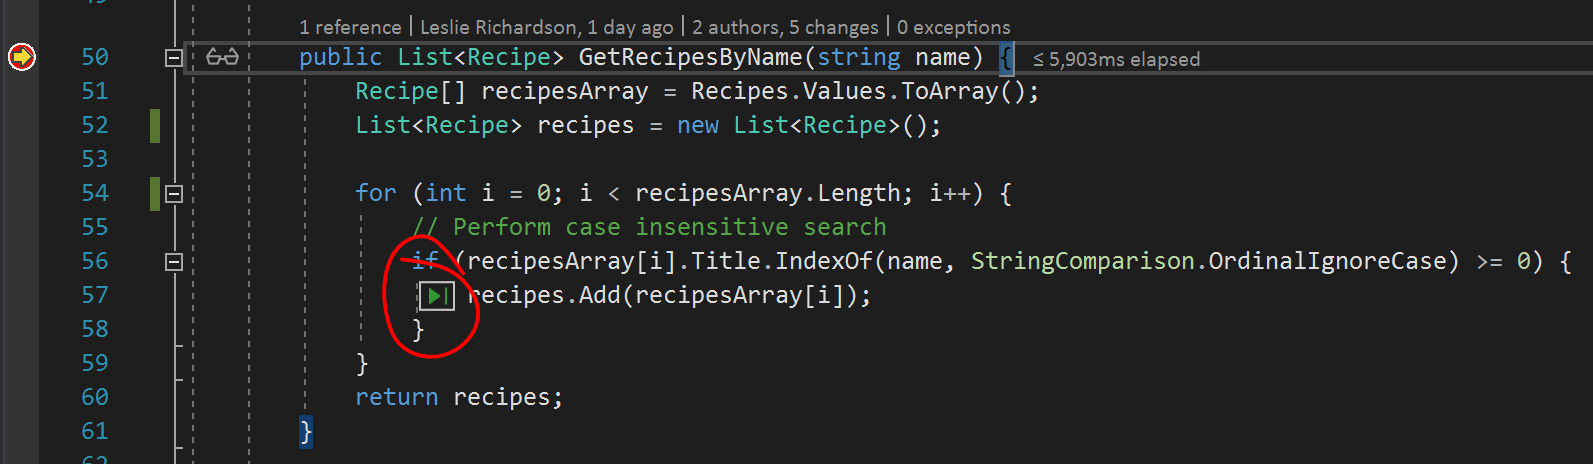 1 reference | Leslie Richardson, 1 day ago | 2 authors, 5 changes | 0 exceptions
50 public List<Recipe> GetRecipesByName(string name) { ≤ 5,903ms elapsed
51 Recipe[] recipesArray = Recipes.Values.ToArray();
52 List<Recipe> recipes = new List<Recipe>();
53
54 for (int i = 0; i < recipesArray.Length; i++) {
55 // Perform case insensitive search
56 if (recipesArray[i].Title.IndexOf(name, StringComparison.OrdinalIgnoreCase) >= 0) {
57 recipes.Add(recipesArray[i]);
58 }
59 }
60 return recipes;
61 }